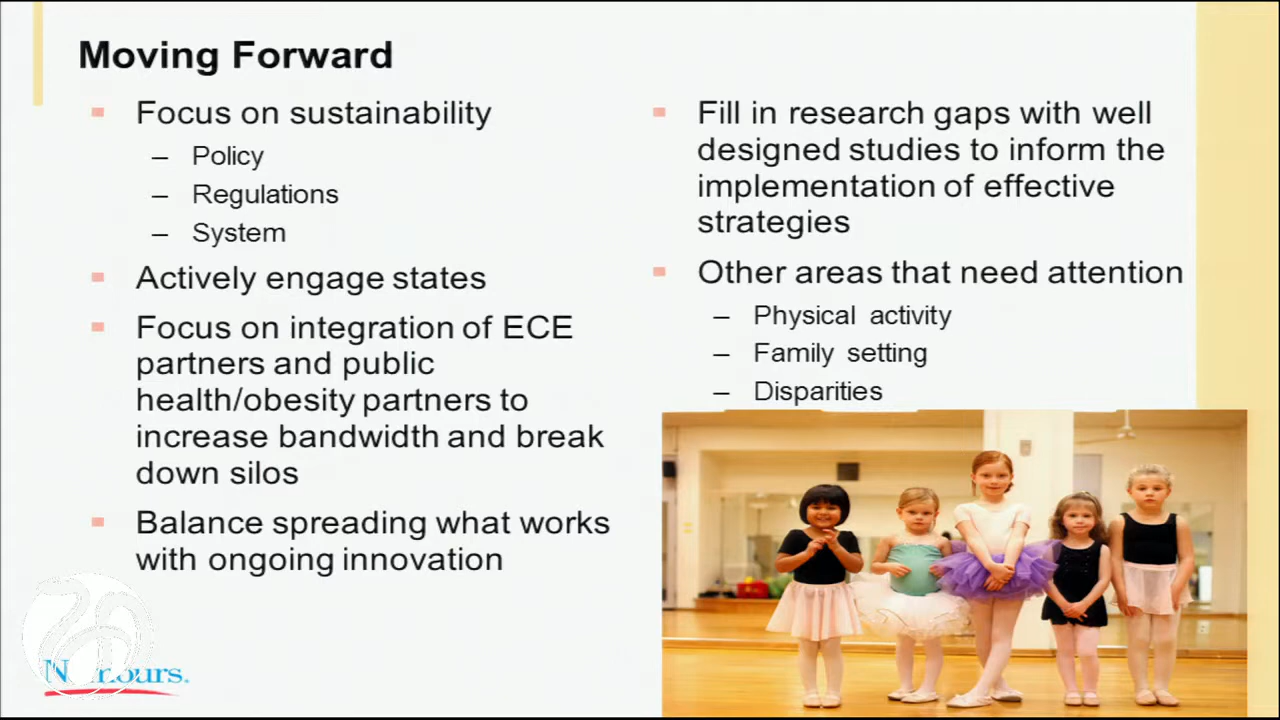 Moving Forward
Focus on sustainability
– Policy
– Regulations
– System
Actively engage states
Focus on integration of ECE
partners and public
health/obesity partners to
increase bandwidth and break
down silos
Balance spreading what works
with ongoing innovation
Fill in research gaps with well
designed studies to inform the
implementation of effective
strategies
Other areas that need attention
– Physical activity
– Family setting
– Disparities